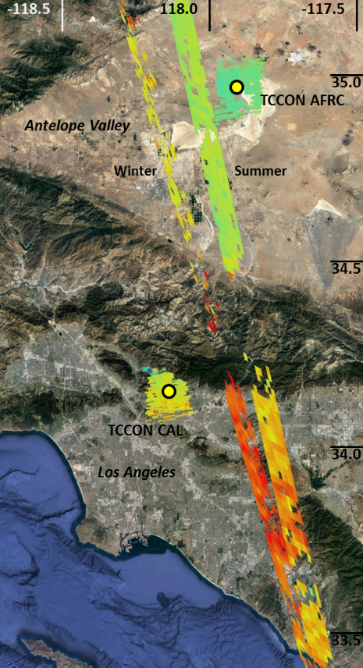 -118.5
118.0
-117.5
35.0
TCCON AFRC
Antelope Valley
Winter
Summer
34.5
TCCON CAL
34.0
Los Angeles
33.5